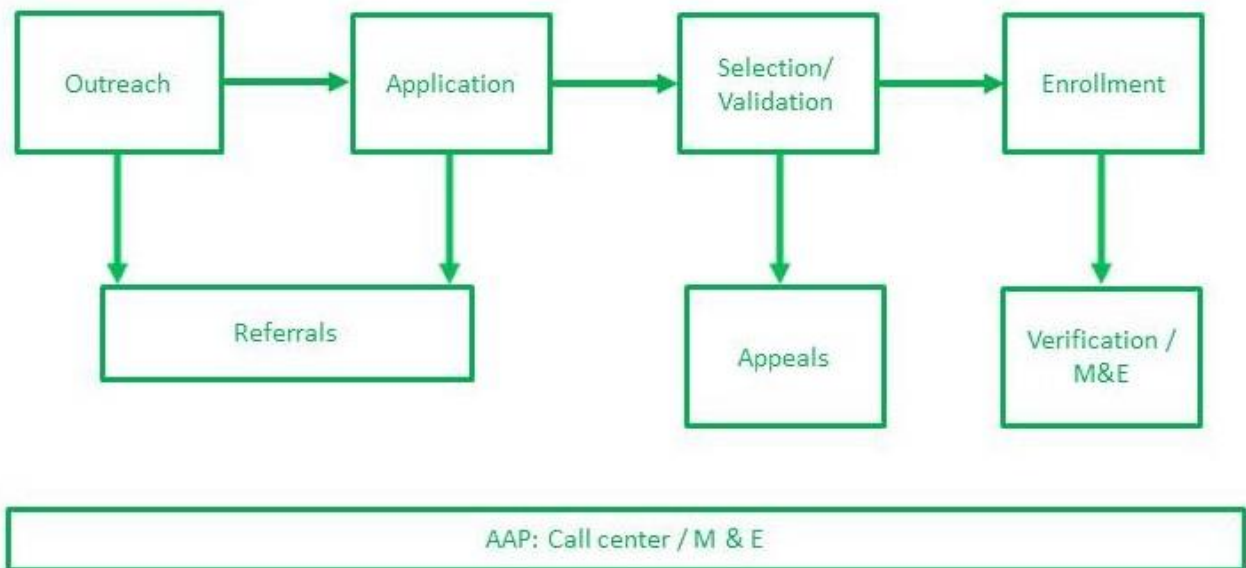 Outreach
Application
Selection/
Validation
Enrollment
Referrals
Appeals
Verification /
M&E
AAP: Call center / M & E